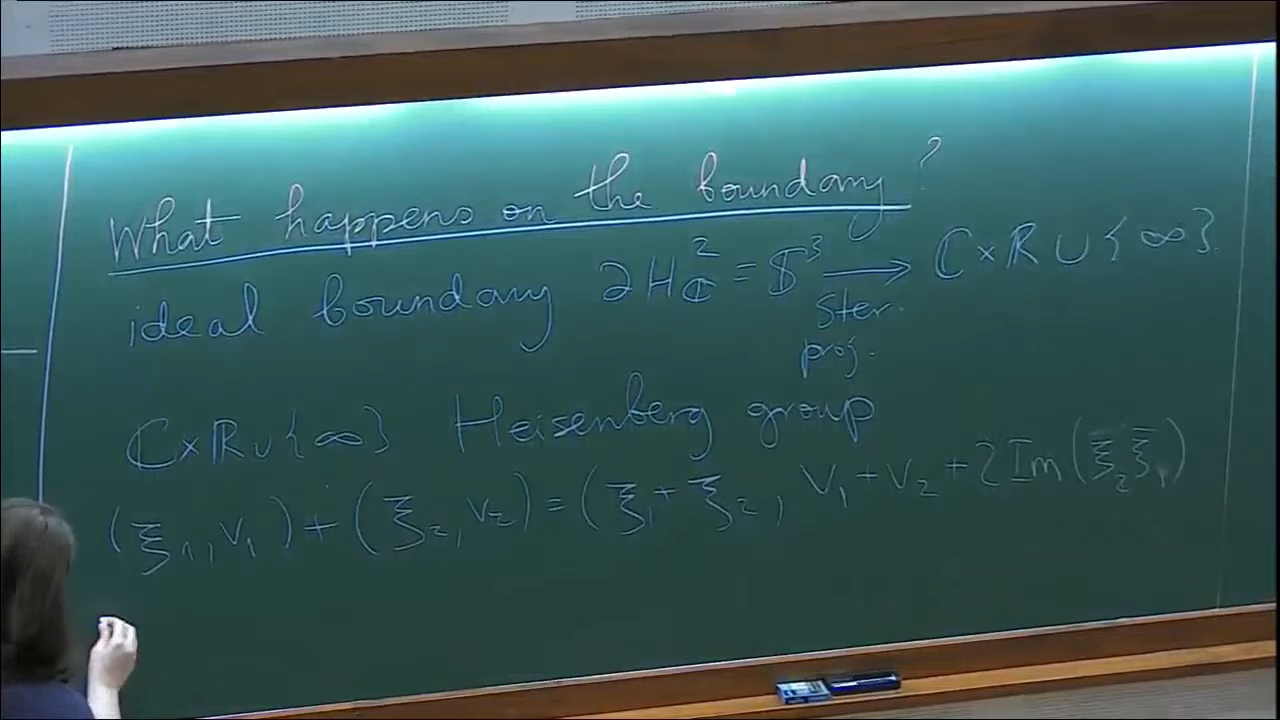 What happens on the boundary?
ideal boundary ∂H²_ℂ = 𝕊³ → ℂ×ℝ ∪ {∞}.
Ster.
proj.
ℂ×ℝ∪{∞} Heisenberg group
(ξ₁, v₁) + (ξ₂, v₂) = (ξ₁ + ξ₂, v₁ + v₂ + 2Im(ξ₂ξ̄₁))